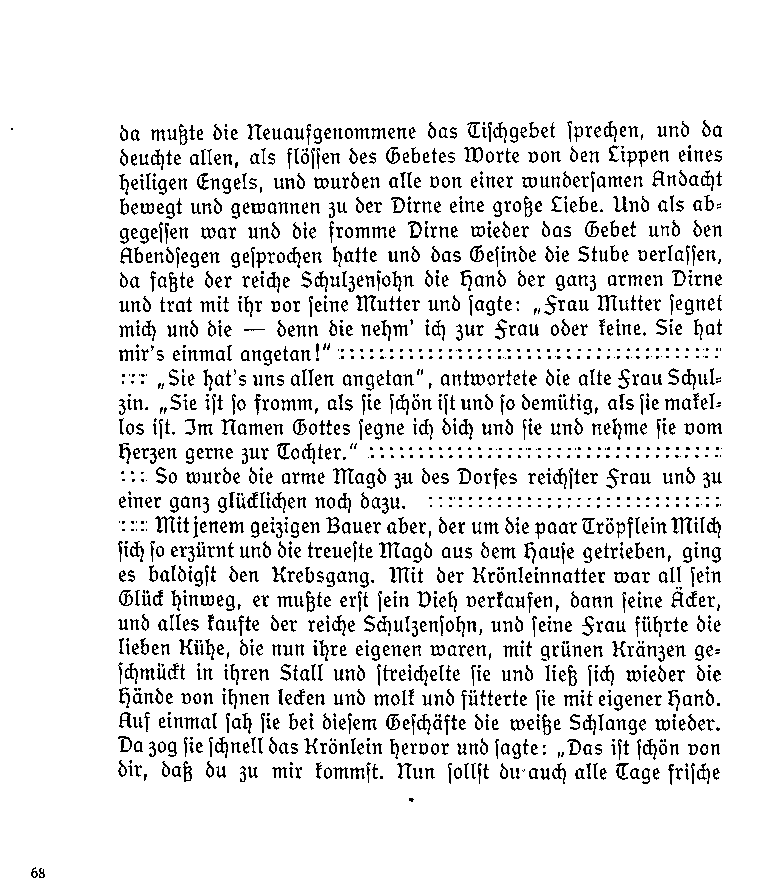 da mußte die Neuaufgenommene das Tischgebet sprechen, und da
deuchte allen, als flössen des Gebetes Worte von den Lippen eines
heiligen Engels, und wurden alle von einer wundersamen Andacht
bewegt und gewannen zu der Dirne eine große Liebe. Und als ab-
gegessen war und die fromme Dirne wieder das Gebet und den
Abendsegen gesprochen hatte und das Gesinde die Stube verlassen,
da faßte der reiche Schulzensohn die Hand der ganz armen Dirne
und trat mit ihr vor seine Mutter und sagte: „Frau Mutter segnet
mich und die — denn die nehm' ich zur Frau oder keine. Sie hat
mir's einmal angetan!"
„Sie hat's uns allen angetan", antwortete die alte Frau Schul-
zin. „Sie ist so fromm, als sie schön ist und so demütig, als sie makel-
los ist. Im Namen Gottes segne ich dich und sie und nehme sie vom
Herzen gerne zur Tochter."
So wurde die arme Magd zu des Dorfes reichster Frau und zu
einer ganz glücklichen noch dazu.
Mit jenem geizigen Bauer aber, der um die paar Tröpflein Milch
sich so erzürnt und die treueste Magd aus dem Hause getrieben, ging
es baldigst den Krebsgang. Mit der Krönleinnatter war all sein
Glück hinweg, er mußte erst sein Vieh verkaufen, dann seine Äcker,
und alles kaufte der reiche Schulzensohn, und seine Frau führte die
lieben Kühe, die nun ihre eigenen waren, mit grünen Kränzen ge-
schmückt in ihren Stall und streichelte sie und ließ sich wieder die
Hände von ihnen lecken und molk und fütterte sie mit eigener Hand.
Auf einmal sah sie bei diesem Geschäfte die weiße Schlange wieder.
Da zog sie schnell das Krönlein hervor und sagte: „Das ist schön von
dir, daß du zu mir kommst. Nun sollst du auch alle Tage frische
68